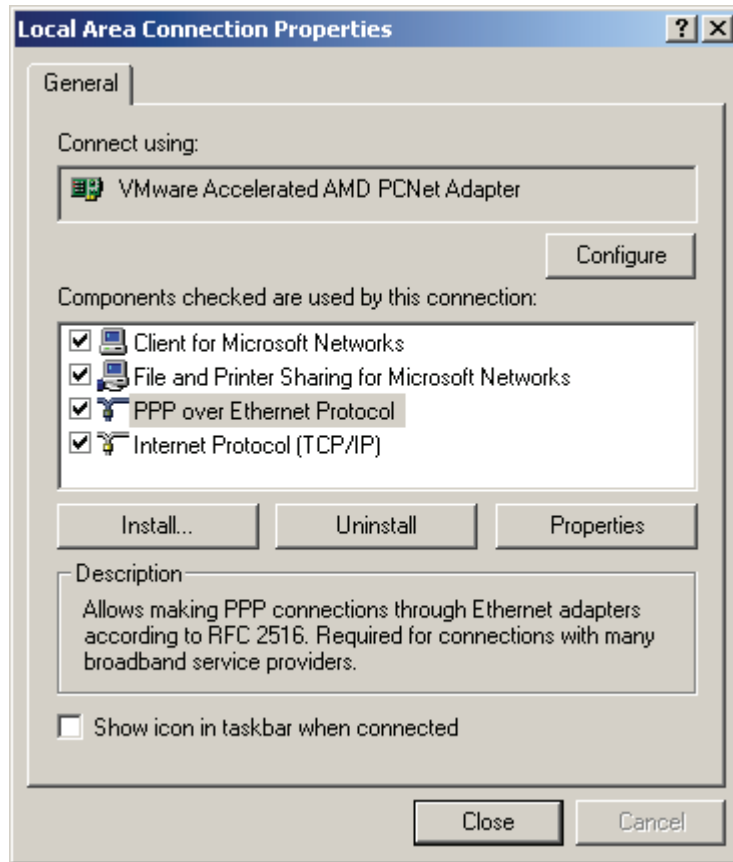 Local Area Connection Properties
General
Connect using:
VMware Accelerated AMD PCNet Adapter
Configure
Components checked are used by this connection:
Client for Microsoft Networks
File and Printer Sharing for Microsoft Networks
PPP over Ethernet Protocol
Internet Protocol (TCP/IP)
Install...
Uninstall
Properties
Description
Allows making PPP connections through Ethernet adapters
according to RFC 2516. Required for connections with many
broadband service providers.
Show icon in taskbar when connected
Close
Cancel